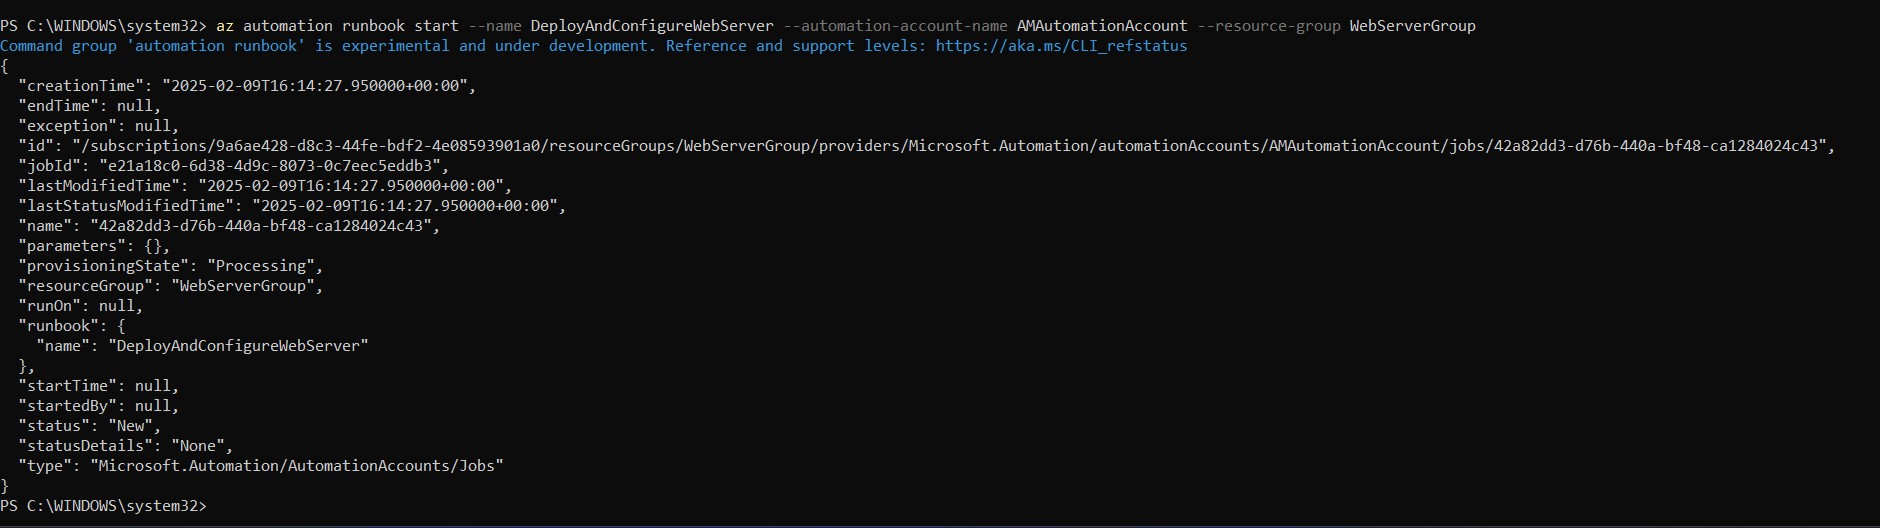 PS C:\WINDOWS\system32> az automation runbook start --name DeployAndConfigureWebServer --automation-account-name AMAutomationAccount --resource-group WebServerGroup
Command group 'automation runbook' is experimental and under development. Reference and support levels: https://aka.ms/CLI_refstatus
{
  "creationTime": "2025-02-09T16:14:27.950000+00:00",
  "endTime": null,
  "exception": null,
  "id": "/subscriptions/9a6ae428-d8c3-44fe-bdf2-4e08593901a0/resourceGroups/WebServerGroup/providers/Microsoft.Automation/automationAccounts/AMAutomationAccount/jobs/42a82dd3-d76b-440a-bf48-ca1284024c43",
  "jobId": "e21a18c0-6d38-4d9c-8073-0c7eec5eddb3",
  "lastModifiedTime": "2025-02-09T16:14:27.950000+00:00",
  "lastStatusModifiedTime": "2025-02-09T16:14:27.950000+00:00",
  "name": "42a82dd3-d76b-440a-bf48-ca1284024c43",
  "parameters": {},
  "provisioningState": "Processing",
  "resourceGroup": "WebServerGroup",
  "runOn": null,
  "runbook": {
    "name": "DeployAndConfigureWebServer"
  },
  "startTime": null,
  "startedBy": null,
  "status": "New",
  "statusDetails": "None",
  "type": "Microsoft.Automation/AutomationAccounts/Jobs"
}
PS C:\WINDOWS\system32>